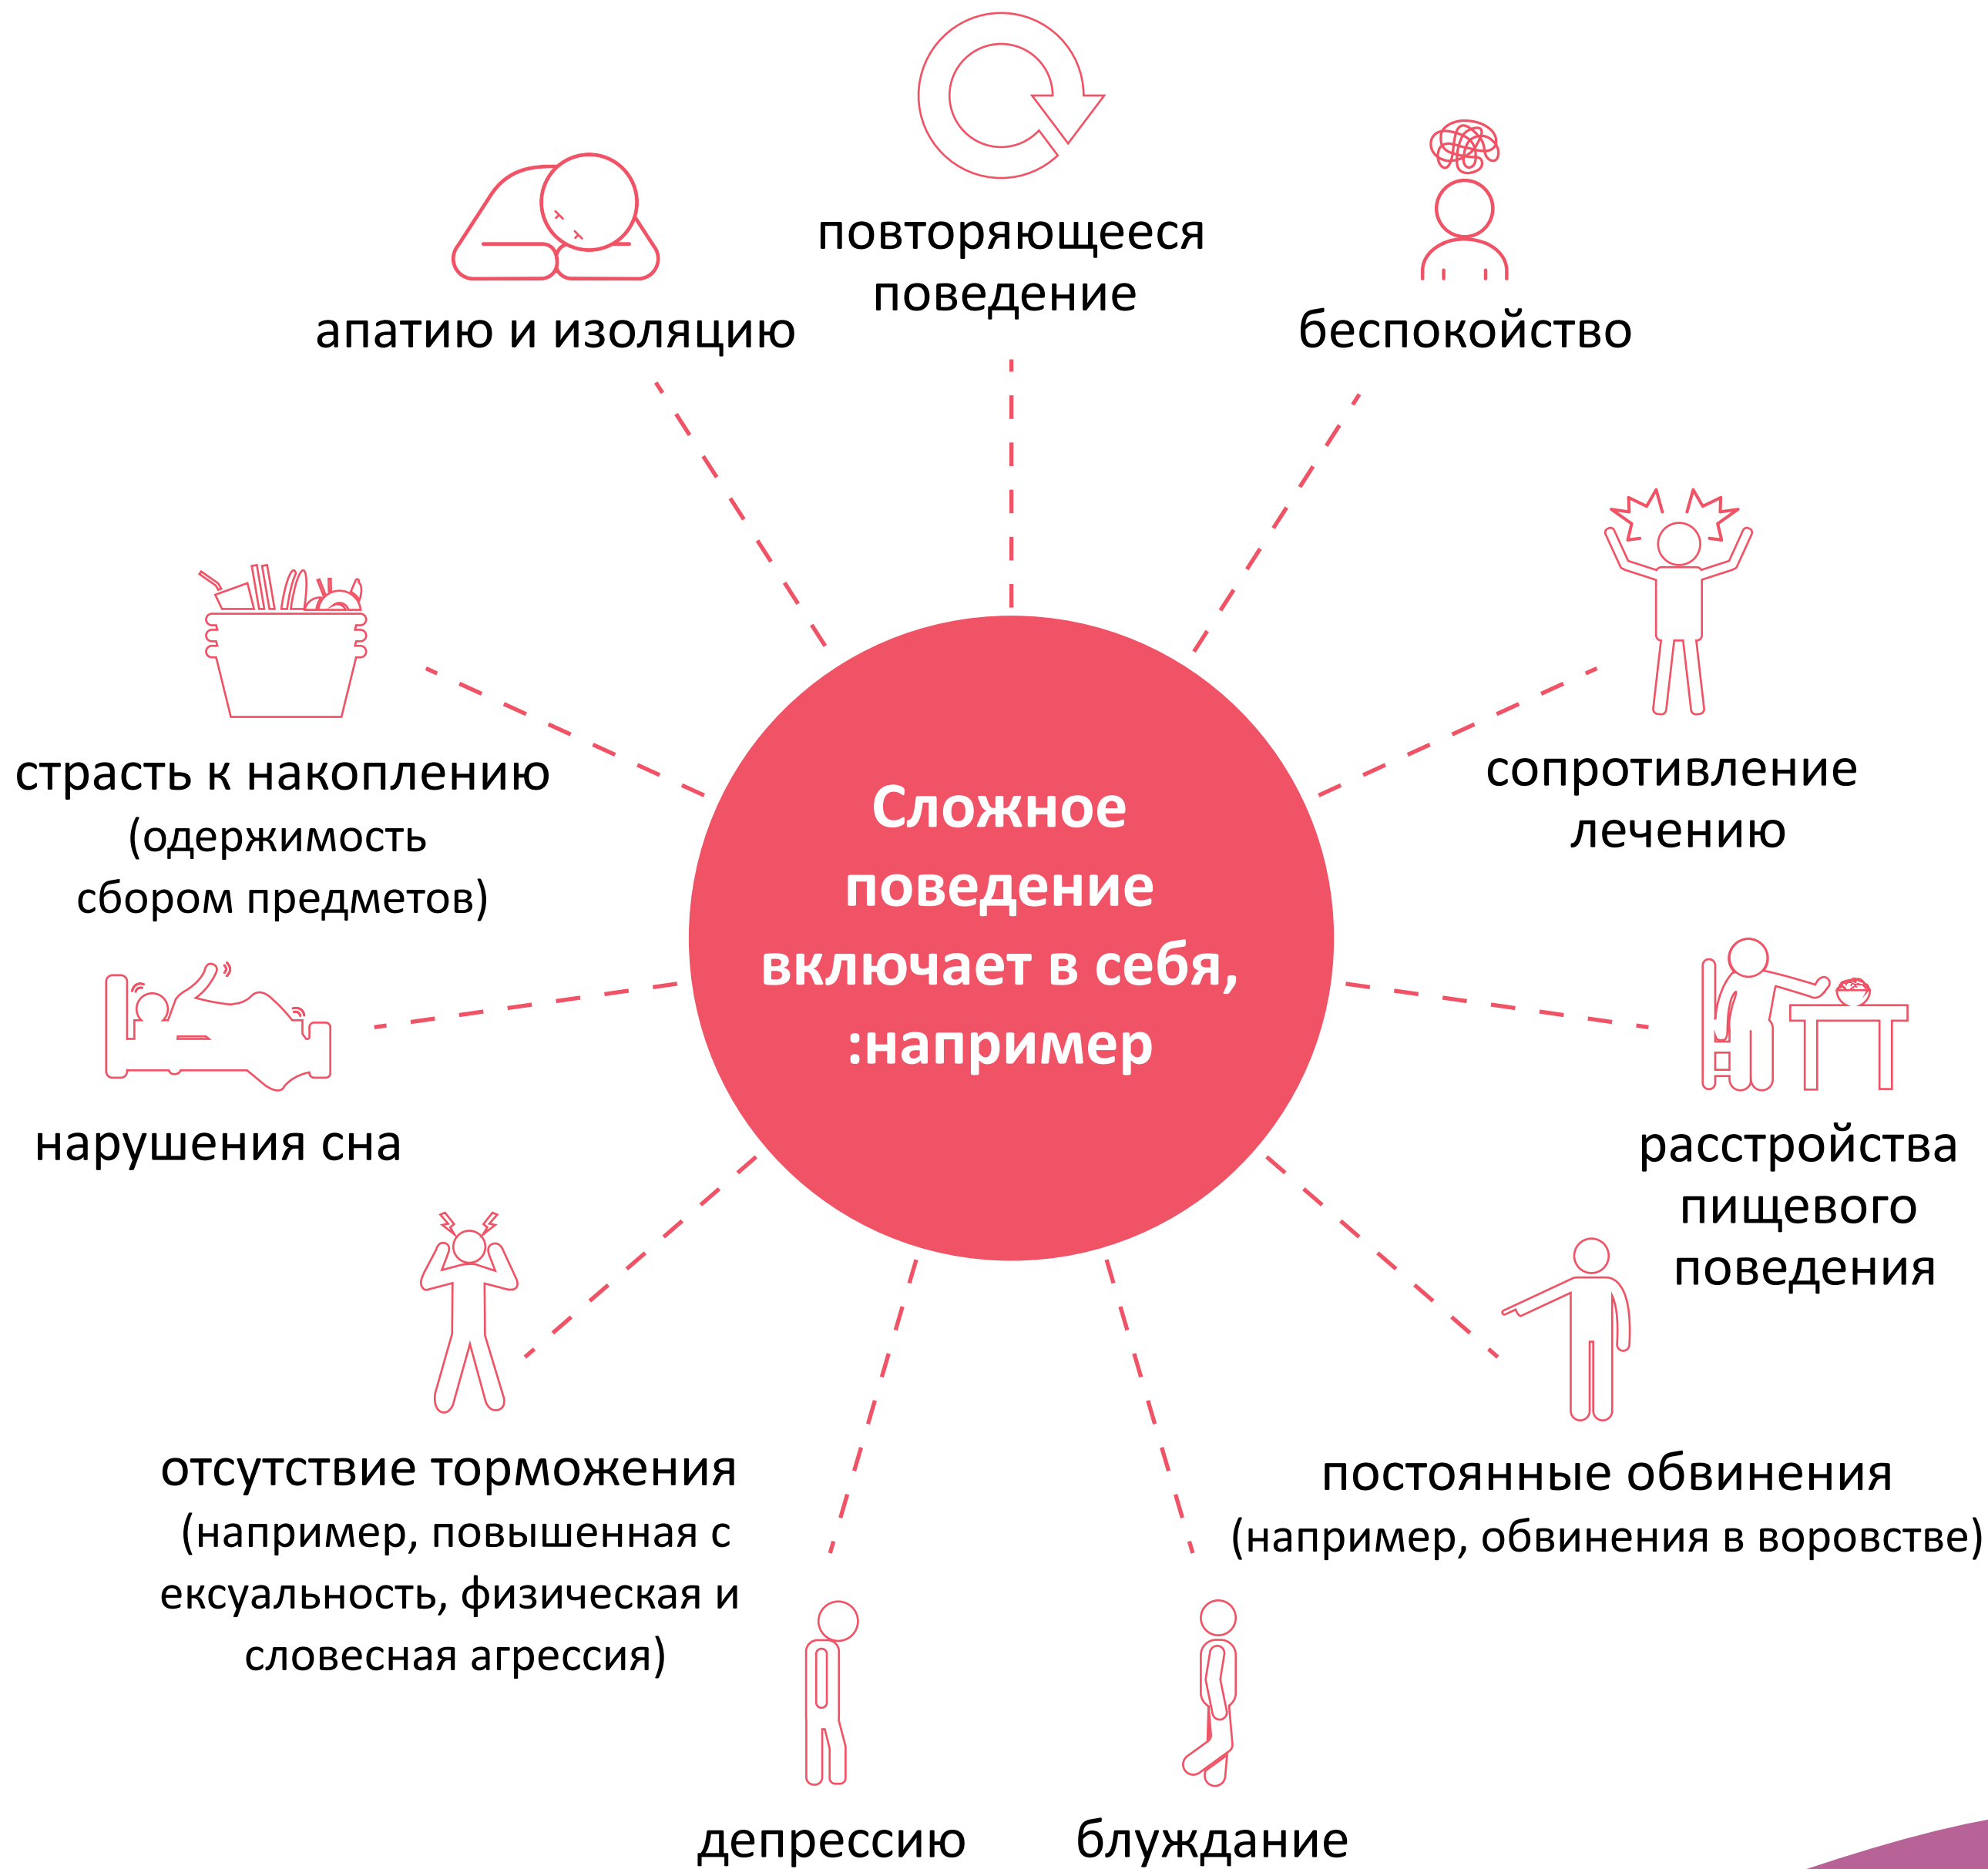 повторяющееся
поведение
апатию и изоляцию
беспокойство
сопротивление
лечению
страсть к накоплению
(одержимость
сбором предметов)
Сложное
поведение
включает в себя,
:например
нарушения сна
расстройства
пищевого
поведения
отсутствие торможения
(например, повышенная с
ексуальность, физическая и
словесная агрессия)
постоянные обвинения
(например, обвинения в воровстве)
депрессию
блуждание